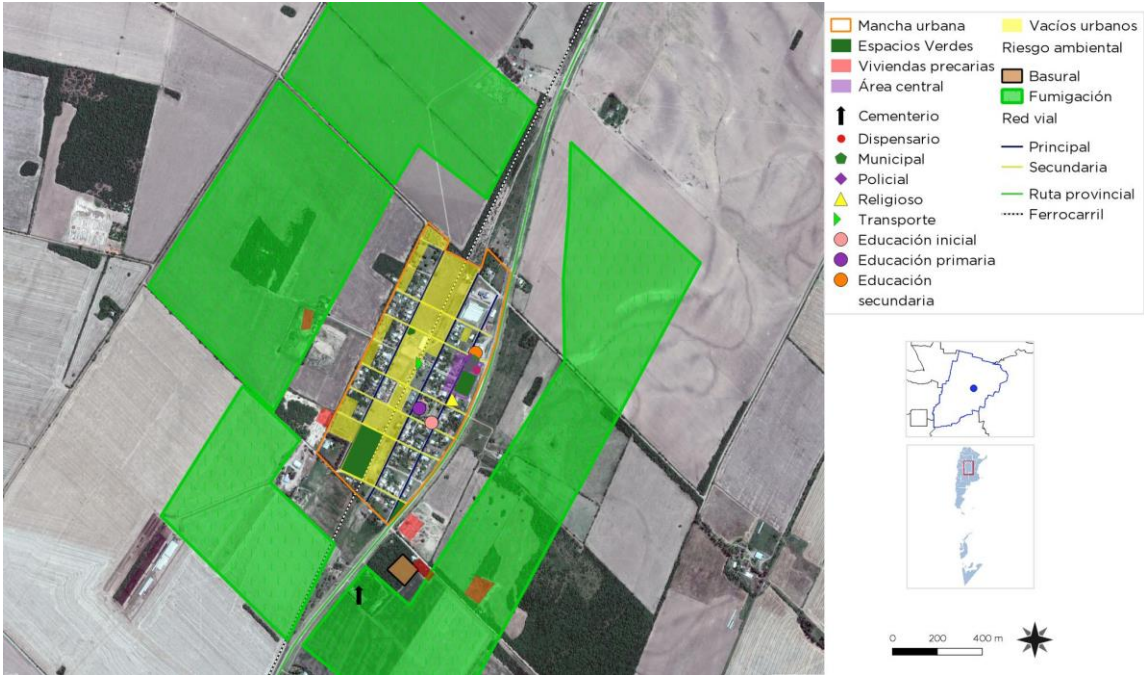 Mancha urbana
Espacios Verdes
Viviendas precarias
Área central
Cementerio
Dispensario
Municipal
Policial
Religioso
Transporte
Educación inicial
Educación primaria
Educación
secundaria
Vacíos urbanos
Riesgo ambiental
Basural
Fumigación
Red vial
Principal
Secundaria
Ruta provincial
Ferrocarril
0 200 400 m